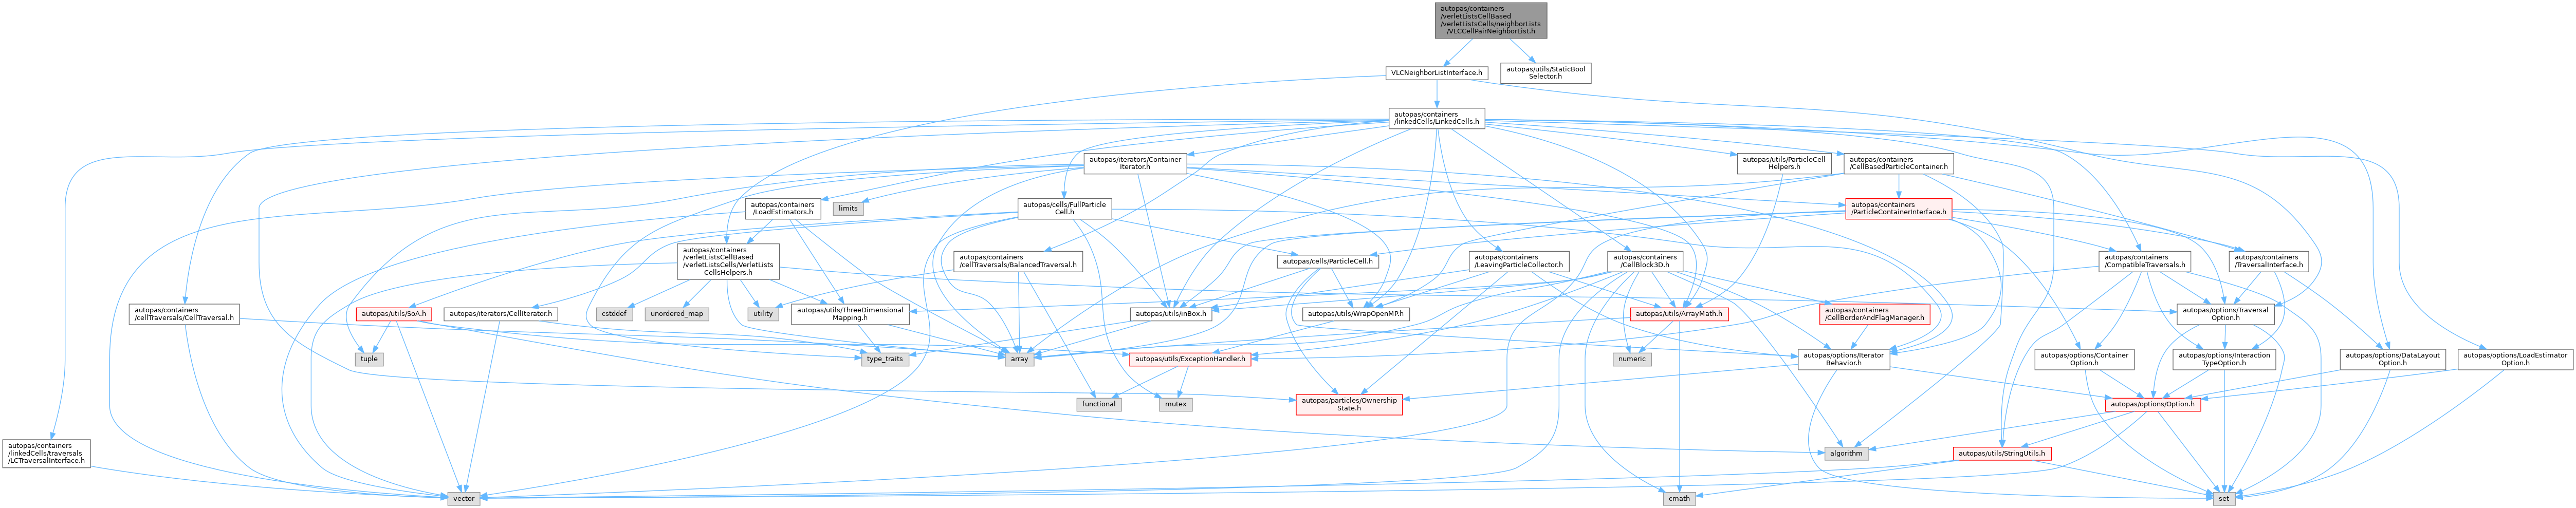 autopas/containers
/verletListsCellBased
/verletListsCells/neighborLists
/VLCCellPairNeighborList.h
VLCNeighborListInterface.h
autopas/utils/StaticBool
Selector.h
autopas/containers
/linkedCells/LinkedCells.h
autopas/iterators/Container
Iterator.h
autopas/utils/ParticleCell
Helpers.h
autopas/containers
/CellBasedParticleContainer.h
autopas/containers
/LoadEstimators.h
limits
autopas/cells/FullParticle
Cell.h
autopas/containers
/ParticleContainerInterface.h
autopas/containers
/verletListsCellBased
/verletListsCells/VerletLists
CellsHelpers.h
autopas/containers
/cellTraversals/BalancedTraversal.h
autopas/cells/ParticleCell.h
autopas/containers
/LeavingParticleCollector.h
autopas/containers
/CellBlock3D.h
autopas/containers
/CompatibleTraversals.h
autopas/containers
/TraversalInterface.h
autopas/containers
/cellTraversals/CellTraversal.h
autopas/utils/SoA.h
autopas/iterators/CellIterator.h
cstddef
unordered_map
utility
autopas/utils/ThreeDimensional
Mapping.h
autopas/utils/inBox.h
autopas/utils/WrapOpenMP.h
autopas/utils/ArrayMath.h
autopas/containers
/CellBorderAndFlagManager.h
autopas/options/Traversal
Option.h
tuple
type_traits
array
autopas/utils/ExceptionHandler.h
numeric
autopas/options/Iterator
Behavior.h
autopas/options/Container
Option.h
autopas/options/Interaction
TypeOption.h
autopas/options/DataLayout
Option.h
autopas/options/LoadEstimator
Option.h
functional
mutex
autopas/particles/Ownership
State.h
autopas/options/Option.h
autopas/containers
/linkedCells/traversals
/LCTraversalInterface.h
algorithm
autopas/utils/StringUtils.h
vector
cmath
set